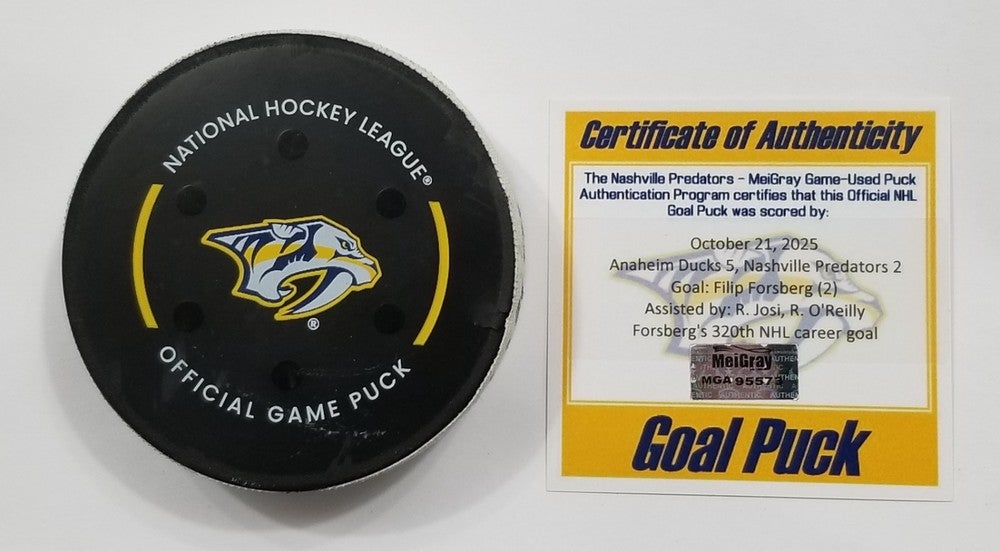 NATIONAL HOCKEY LEAGUE®
®
OFFICIAL GAME PUCK
Certificate of Authenticity
The Nashville Predators - MeiGray Game-Used Puck
Authentication Program certifies that this Official NHL
Goal Puck was scored by:
October 21, 2025
Anaheim Ducks 5, Nashville Predators 2
Goal: Filip Forsberg (2)
Assisted by: R. Josi, R. O'Reilly
Forsberg's 320th NHL career goal
MeiGray
MGA 9557
Goal Puck